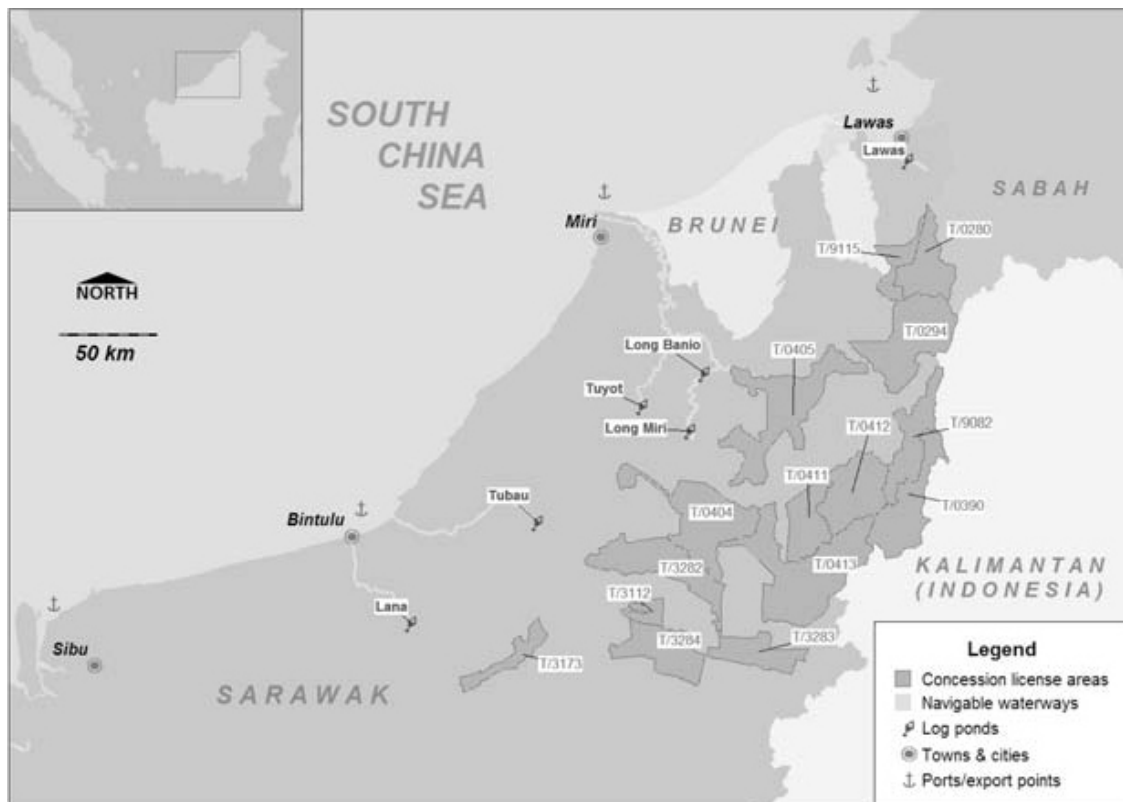 SOUTH
CHINA
SEA
Lawas
Lawas
SABAH
Miri
BRUNEI
T/0280
T/9115
NORTH
50 km
T/0294
Long Banio
T/0405
Tuyot
Long Miri
T/0412
T/9082
T/0411
Tubau
T/0390
Bintulu
T/0404
KALIMANTAN
(INDONESIA)
T/3282
T/0413
T/3112
Lana
T/3284
T/3283
Sibu
T/3173
SARAWAK
Legend
Concession license areas
Navigable waterways
Log ponds
Towns & cities
Ports/export points